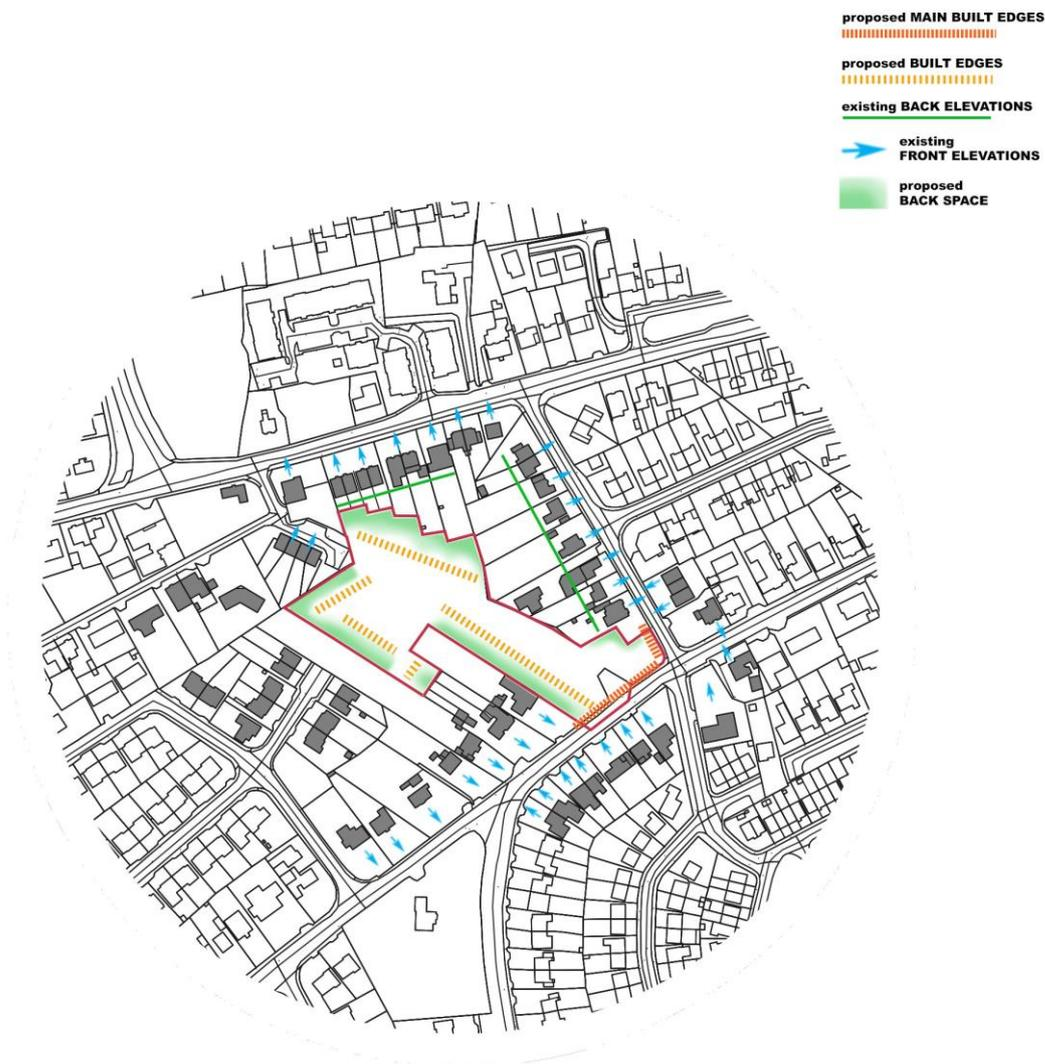 proposed MAIN BUILT EDGES
proposed BUILT EDGES
existing BACK ELEVATIONS
existing
FRONT ELEVATIONS
proposed
BACK SPACE